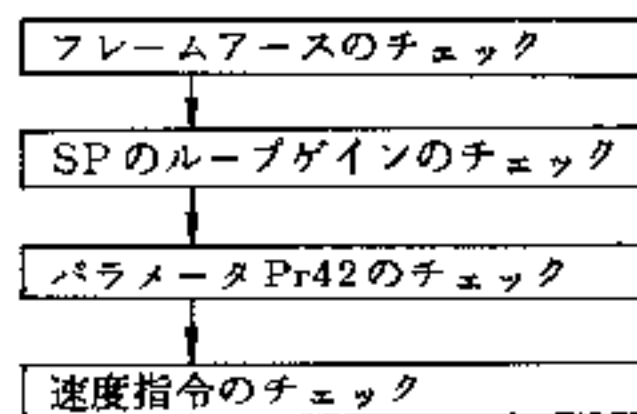 フレームアースのチェック
SPのループゲインのチェック
パラメータPr42のチェック
速度指令のチェック